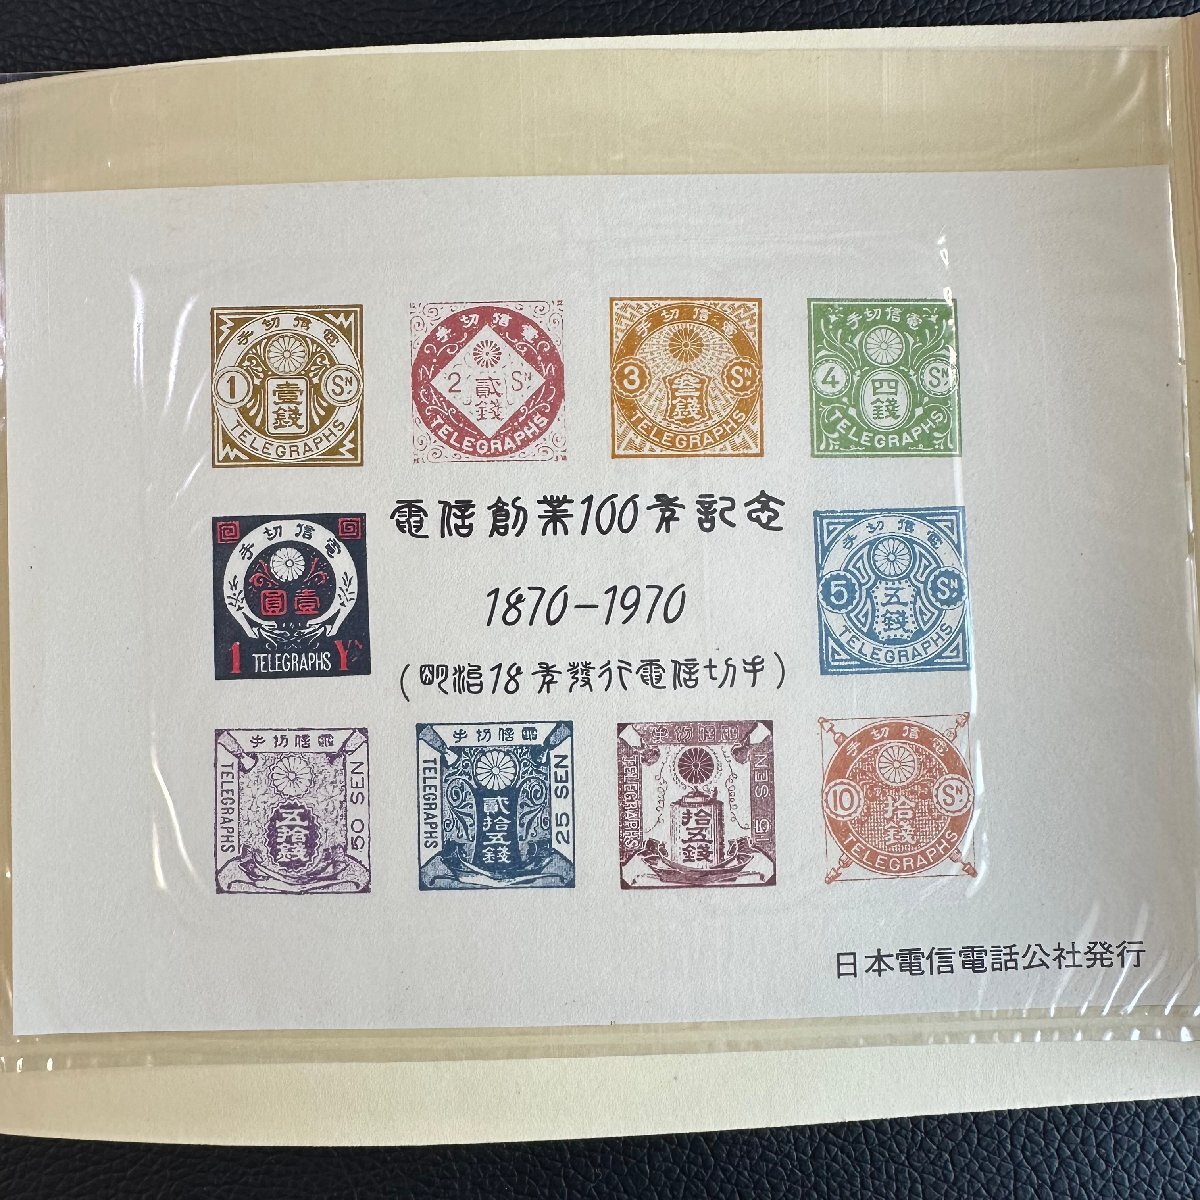 手切信電
1
SN
壹錢
TELEGRAPHS
手切信電
2
SN
貳錢
TELEGRAPHS
手切信電
3
SN
叁錢
TELEGRAPHS
手切信電
4
SN
四錢
TELEGRAPHS
電信創業100年記念
1870-1970
(明治18年發行電信切手)
手切信電
圓壹
1 TELEGRAPHS YN
手切信電
5
SN
五錢
TELEGRAPHS
手切信電
TELEGRAPHS
五拾錢
50 SEN
手切信電
TELEGRAPHS
貳拾五錢
25 SEN
手切信電
TELEGRAPHS
拾五錢
15 SEN
手切信電
10
SN
拾錢
TELEGRAPHS
日本電信電話公社発行